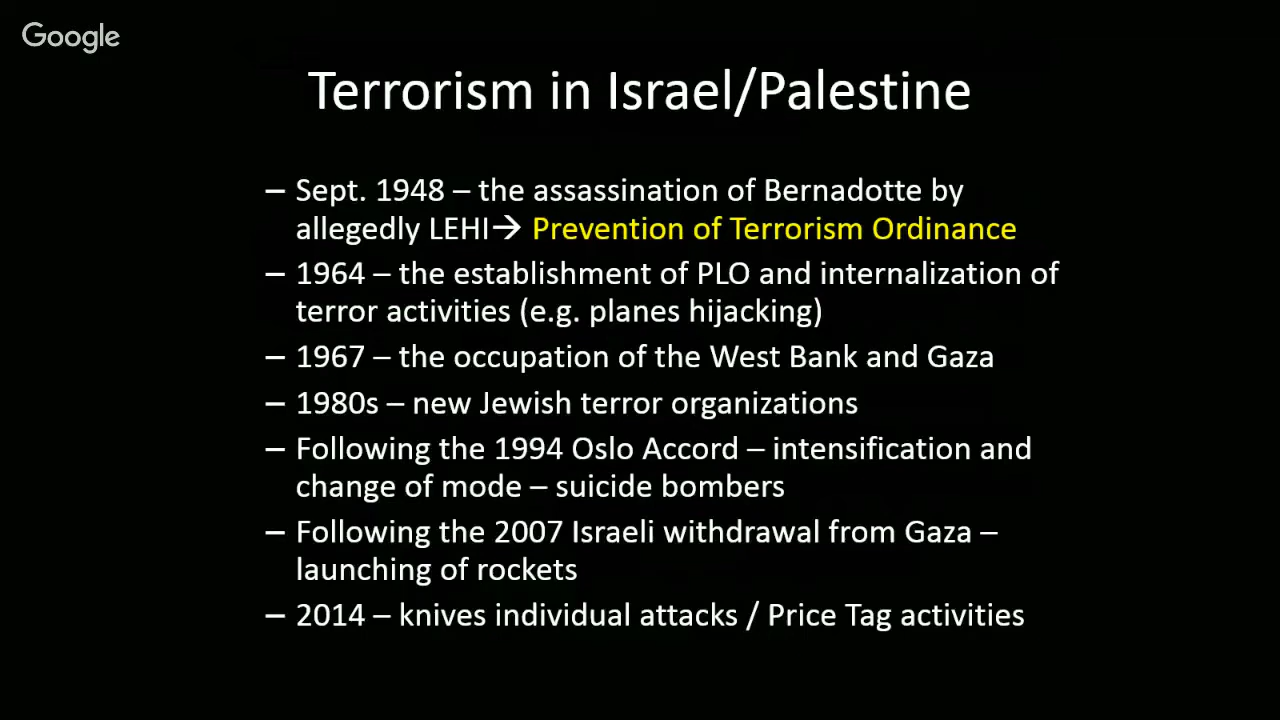 Google
Terrorism in Israel/Palestine
– Sept. 1948 – the assassination of Bernadotte by
allegedly LEHI→ Prevention of Terrorism Ordinance
– 1964 – the establishment of PLO and internalization of
terror activities (e.g. planes hijacking)
– 1967 – the occupation of the West Bank and Gaza
– 1980s – new Jewish terror organizations
– Following the 1994 Oslo Accord – intensification and
change of mode – suicide bombers
– Following the 2007 Israeli withdrawal from Gaza –
launching of rockets
– 2014 – knives individual attacks / Price Tag activities